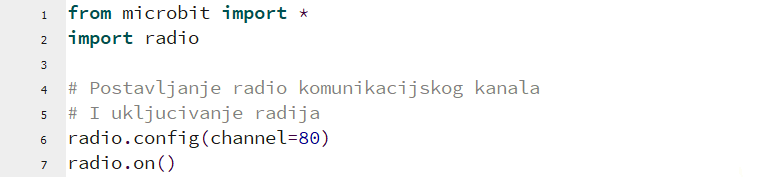 1 from microbit import *
2 import radio
3
4 # Postavljanje radio komunikacijskog kanala
5 # I ukljucivanje radija
6 radio.config(channel=80)
7 radio.on()